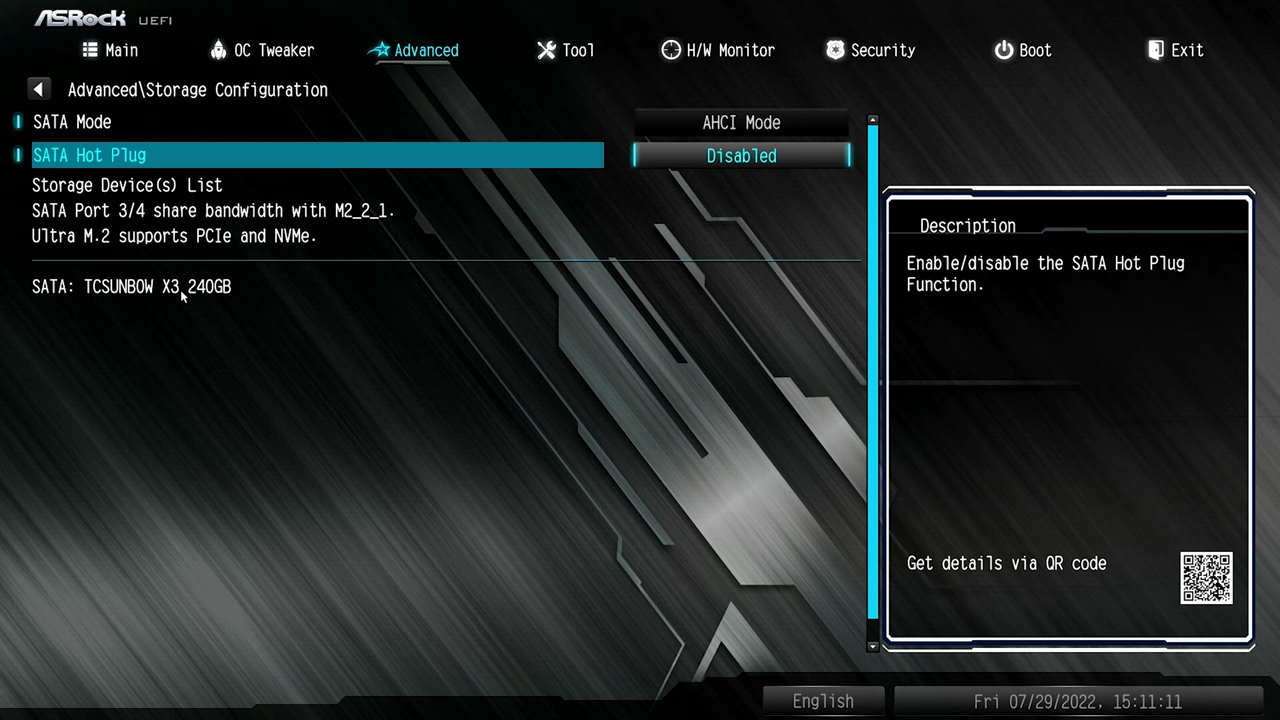 ASRock UEFI
Main OC Tweaker Advanced Tool H/W Monitor Security Boot Exit
Advanced\Storage Configuration
SATA Mode AHCI Mode
SATA Hot Plug Disabled
Storage Device(s) List
SATA Port 3/4 share bandwidth with M2_2_1.
Ultra M.2 supports PCIe and NVMe.
SATA: TCSUNBOW X3 240GB
Description
Enable/disable the SATA Hot Plug
Function.
Get details via QR code
English Fri 07/29/2022, 15:11:11